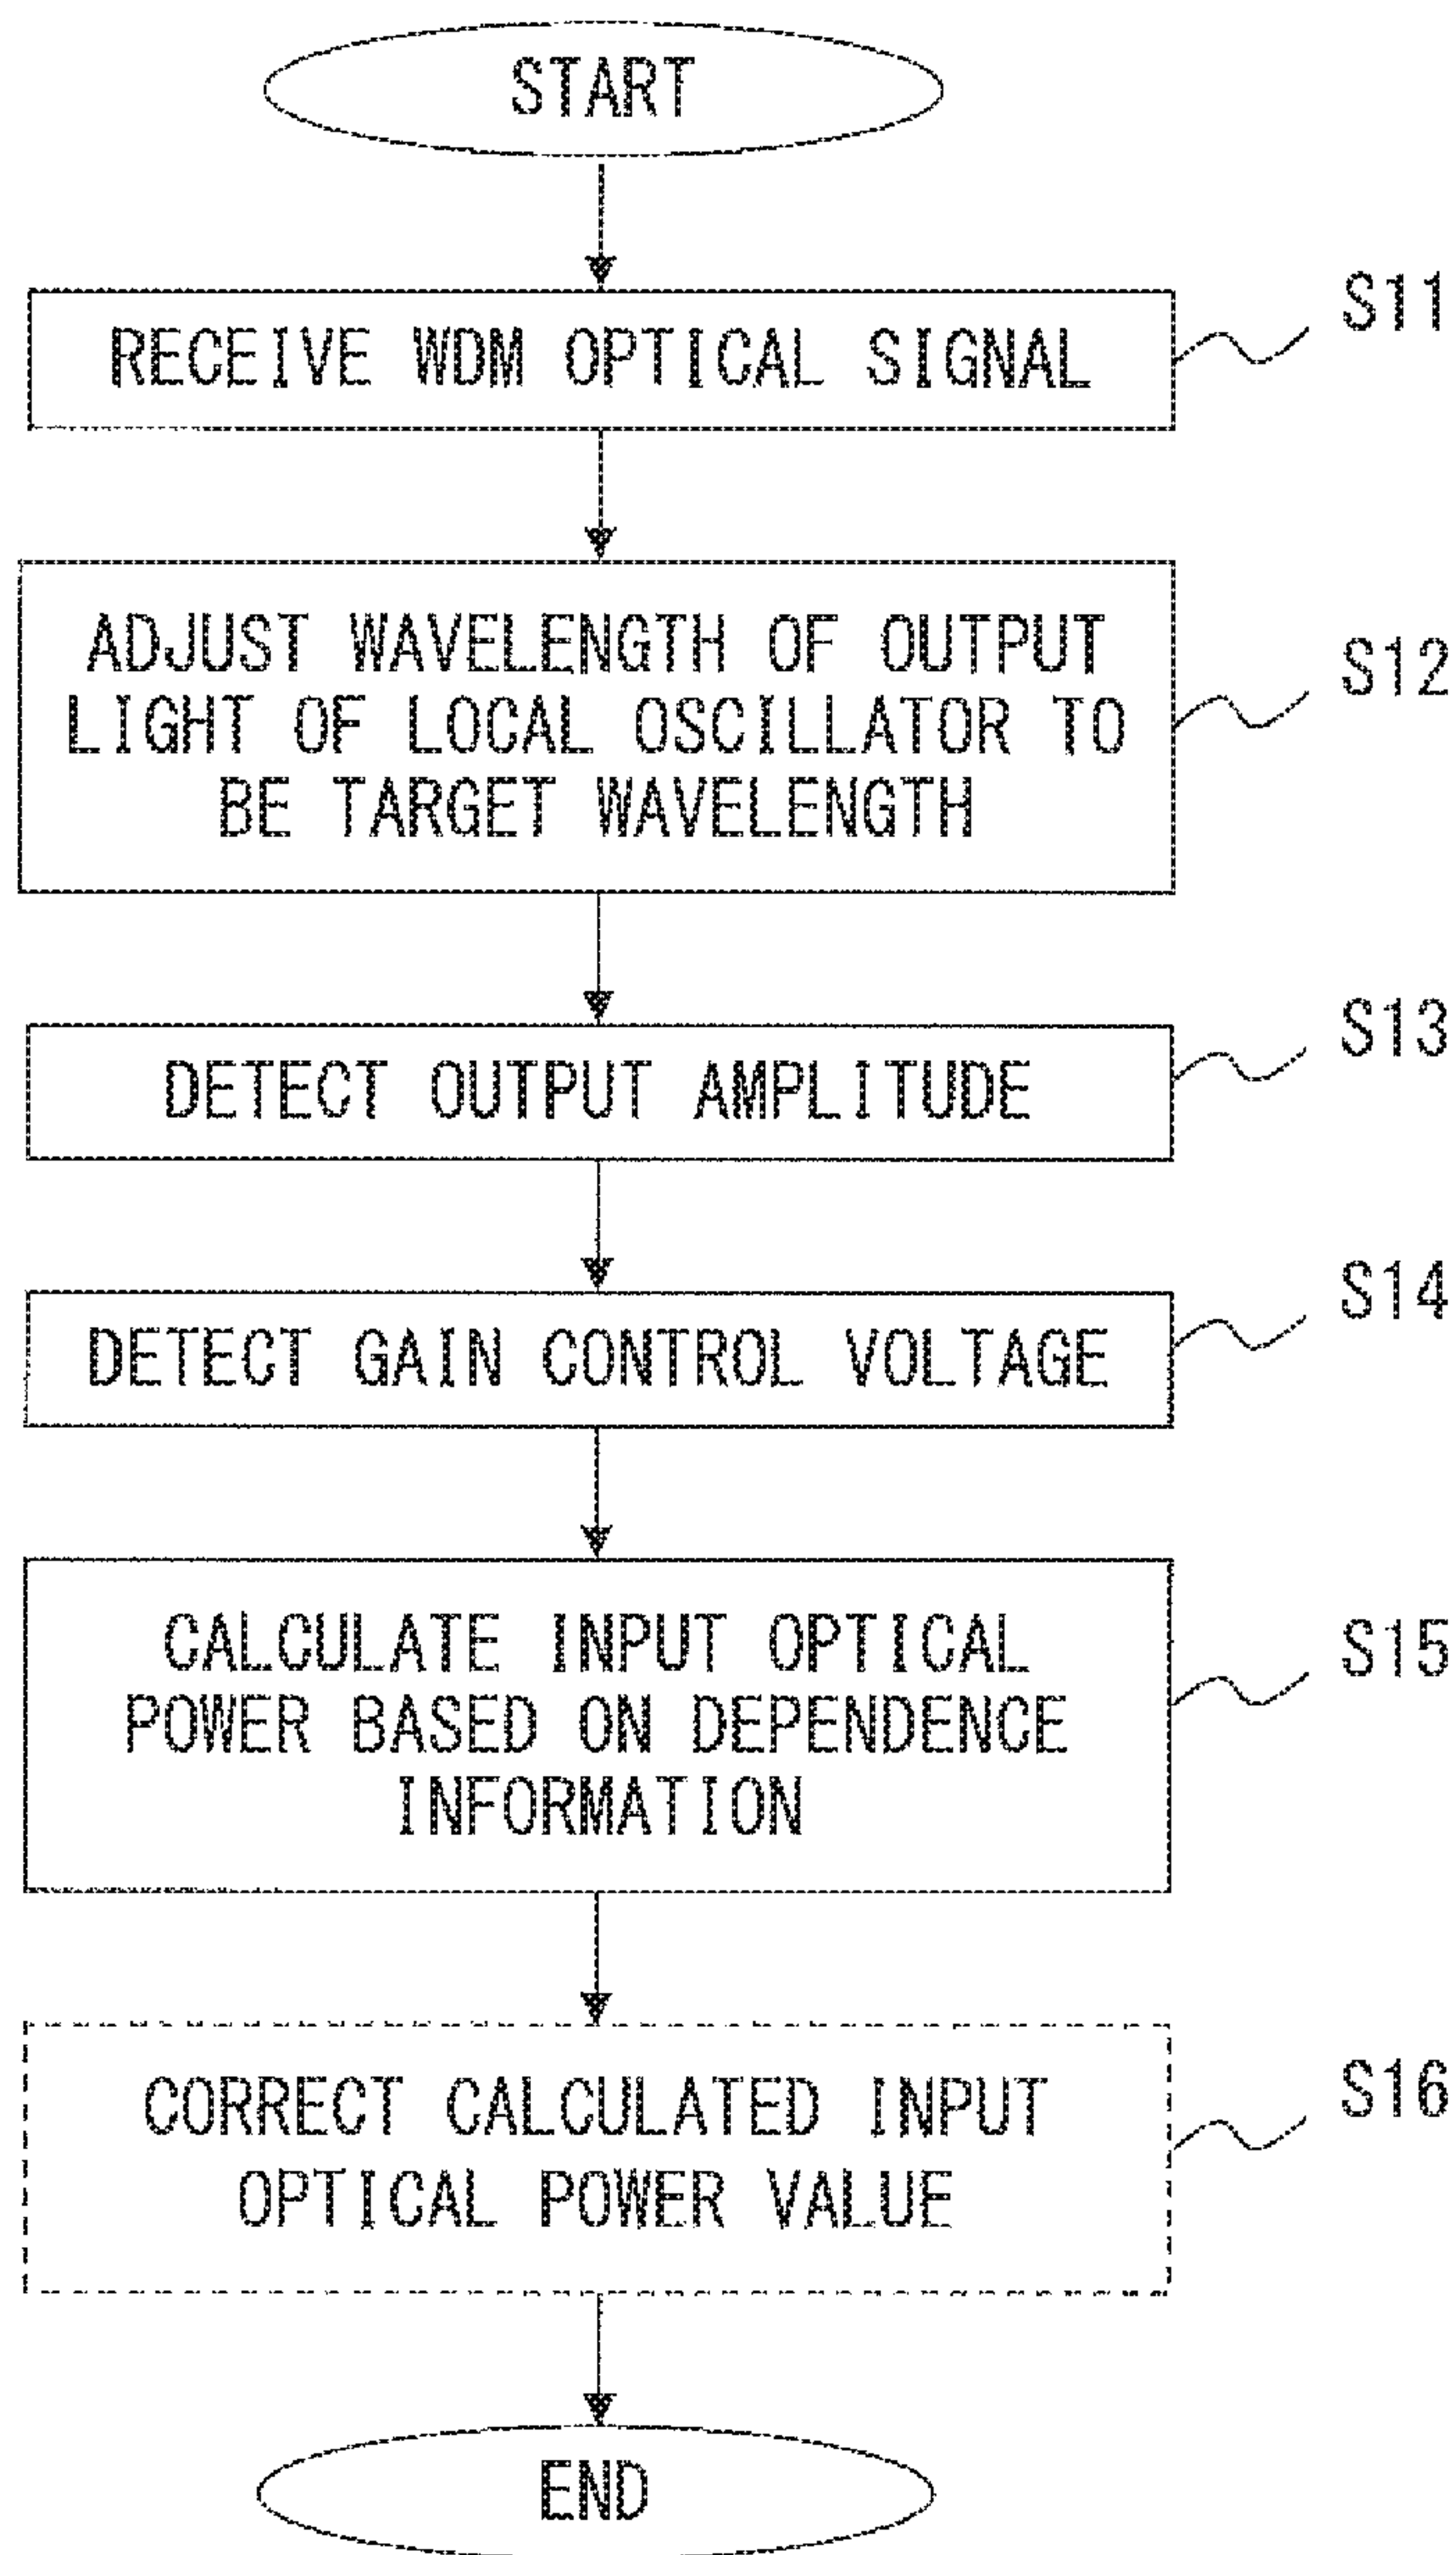 START
S11
RECEIVE WDM OPTICAL SIGNAL
S12
ADJUST WAVELENGTH OF OUTPUT
LIGHT OF LOCAL OSCILLATOR TO
BE TARGET WAVELENGTH
S13
DETECT OUTPUT AMPLITUDE
S14
DETECT GAIN CONTROL VOLTAGE
S15
CALCULATE INPUT OPTICAL
POWER BASED ON DEPENDENCE
INFORMATION
S16
CORRECT CALCULATED INPUT
OPTICAL POWER VALUE
END